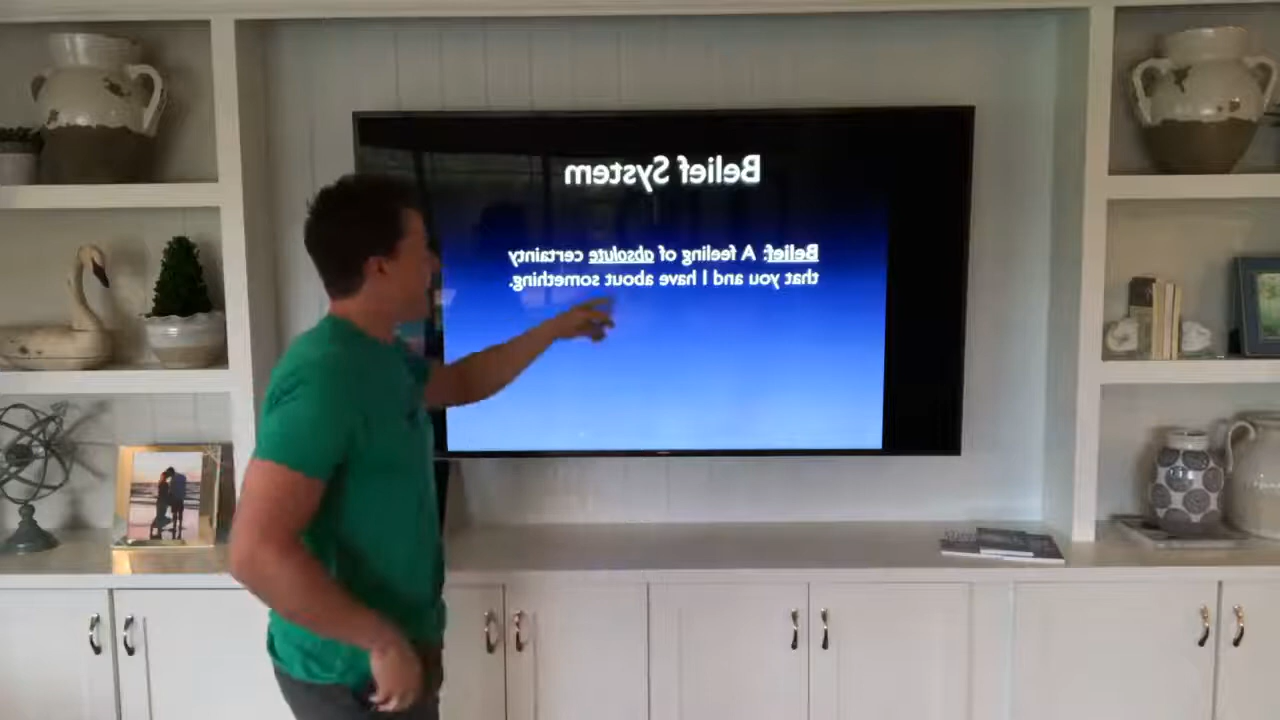 Belief System
Belief: A feeling of absolute certainty
that you and I have about something.